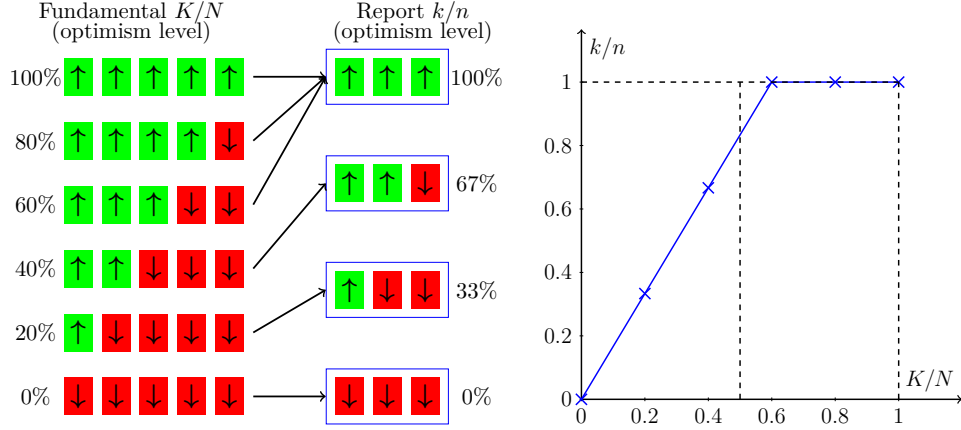 Fundamental K/N
(optimism level)
Report k/n
(optimism level)
100% ↑ ↑ ↑ ↑ ↑
↑ ↑ ↑ 100%
80% ↑ ↑ ↑ ↑ ↓
↑ ↑ ↓ 67%
60% ↑ ↑ ↑ ↓ ↓
40% ↑ ↑ ↓ ↓ ↓
↑ ↓ ↓ 33%
20% ↑ ↓ ↓ ↓ ↓
0% ↓ ↓ ↓ ↓ ↓
↓ ↓ ↓ 0%
k/n
1
0.8
0.6
0.4
0.2
0
K/N
0 0.2 0.4 0.6 0.8 1